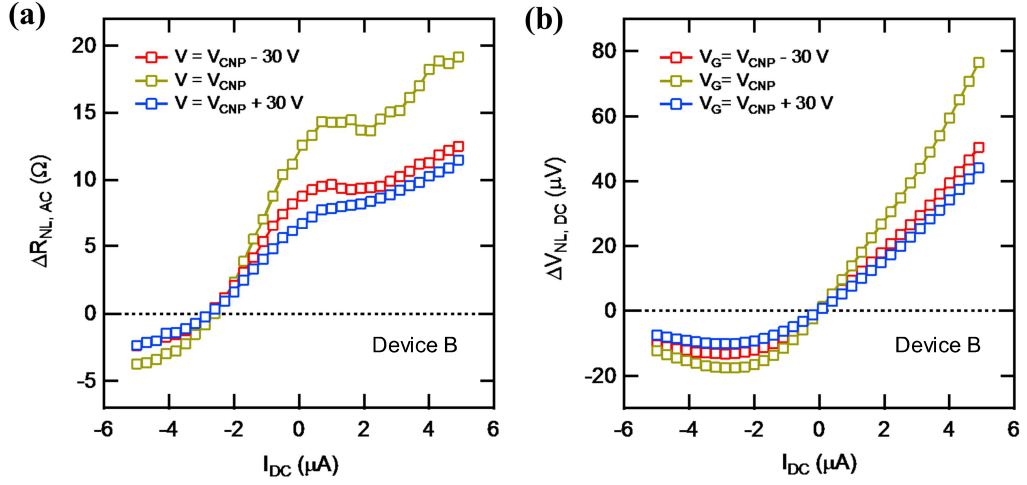 (a)
V = V_CNP - 30 V
V = V_CNP
V = V_CNP + 30 V
20
15
10
5
0
-5
ΔR_NL, AC (Ω)
Device B
-6 -4 -2 0 2 4 6
I_DC (μA)
(b)
V_G= V_CNP - 30 V
V_G= V_CNP
V_G= V_CNP + 30 V
80
60
40
20
0
-20
ΔV_NL, DC (μV)
Device B
-6 -4 -2 0 2 4 6
I_DC (μA)